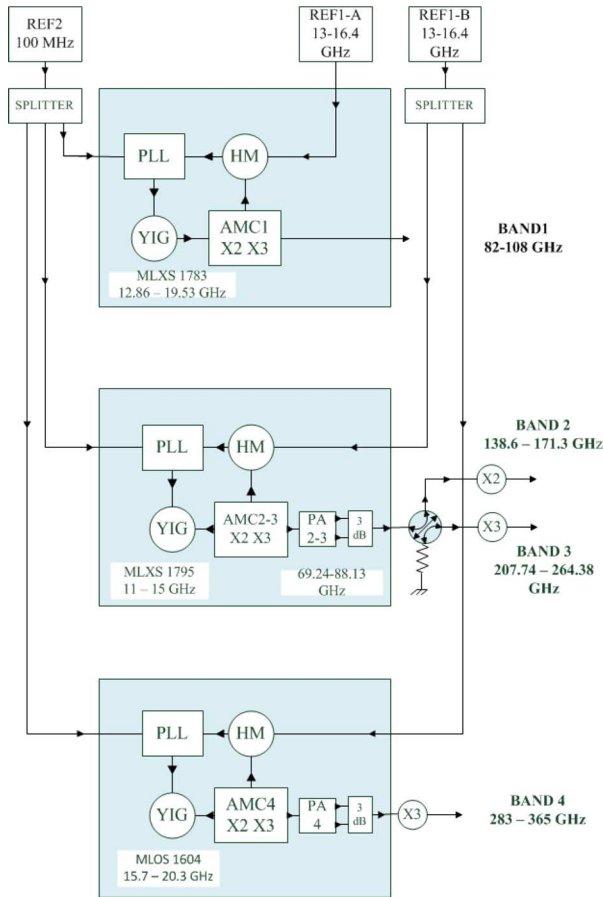 REF2
100 MHz
REF1-A
13-16.4
GHz
REF1-B
13-16.4
GHz
SPLITTER
SPLITTER
PLL
HM
YIG
AMC1
X2 X3
MLXS 1783
12.86 – 19.53 GHz
BAND1
82-108 GHz
PLL
HM
YIG
AMC2-3
X2 X3
PA
2-3
3
dB
MLXS 1795
11 – 15 GHz
69.24-88.13
GHz
BAND 2
138.6 – 171.3 GHz
X2
X3
BAND 3
207.74 – 264.38
GHz
PLL
HM
YIG
AMC4
X2 X3
PA
4
3
dB
X3
MLOS 1604
15.7 – 20.3 GHz
BAND 4
283 – 365 GHz